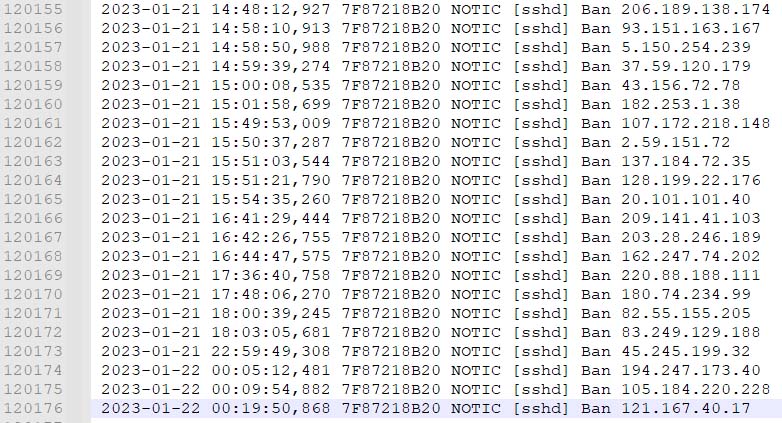 120155 2023-01-21 14:48:12,927 7F87218B20 NOTIC [sshd] Ban 206.189.138.174
120156 2023-01-21 14:58:10,913 7F87218B20 NOTIC [sshd] Ban 93.151.163.167
120157 2023-01-21 14:58:50,988 7F87218B20 NOTIC [sshd] Ban 5.150.254.239
120158 2023-01-21 14:59:39,274 7F87218B20 NOTIC [sshd] Ban 37.59.120.179
120159 2023-01-21 15:00:08,535 7F87218B20 NOTIC [sshd] Ban 43.156.72.78
120160 2023-01-21 15:01:58,699 7F87218B20 NOTIC [sshd] Ban 182.253.1.38
120161 2023-01-21 15:49:53,009 7F87218B20 NOTIC [sshd] Ban 107.172.218.148
120162 2023-01-21 15:50:37,287 7F87218B20 NOTIC [sshd] Ban 2.59.151.72
120163 2023-01-21 15:51:03,544 7F87218B20 NOTIC [sshd] Ban 137.184.72.35
120164 2023-01-21 15:51:21,790 7F87218B20 NOTIC [sshd] Ban 128.199.22.176
120165 2023-01-21 15:54:35,260 7F87218B20 NOTIC [sshd] Ban 20.101.101.40
120166 2023-01-21 16:41:29,444 7F87218B20 NOTIC [sshd] Ban 209.141.41.103
120167 2023-01-21 16:42:26,755 7F87218B20 NOTIC [sshd] Ban 203.28.246.189
120168 2023-01-21 16:44:47,575 7F87218B20 NOTIC [sshd] Ban 162.247.74.202
120169 2023-01-21 17:36:40,758 7F87218B20 NOTIC [sshd] Ban 220.88.188.111
120170 2023-01-21 17:48:06,270 7F87218B20 NOTIC [sshd] Ban 180.74.234.99
120171 2023-01-21 18:00:39,245 7F87218B20 NOTIC [sshd] Ban 82.55.155.205
120172 2023-01-21 18:03:05,681 7F87218B20 NOTIC [sshd] Ban 83.249.129.188
120173 2023-01-21 22:59:49,308 7F87218B20 NOTIC [sshd] Ban 45.245.199.32
120174 2023-01-22 00:05:12,481 7F87218B20 NOTIC [sshd] Ban 194.247.173.40
120175 2023-01-22 00:09:54,882 7F87218B20 NOTIC [sshd] Ban 105.184.220.228
120176 2023-01-22 00:19:50,868 7F87218B20 NOTIC [sshd] Ban 121.167.40.17